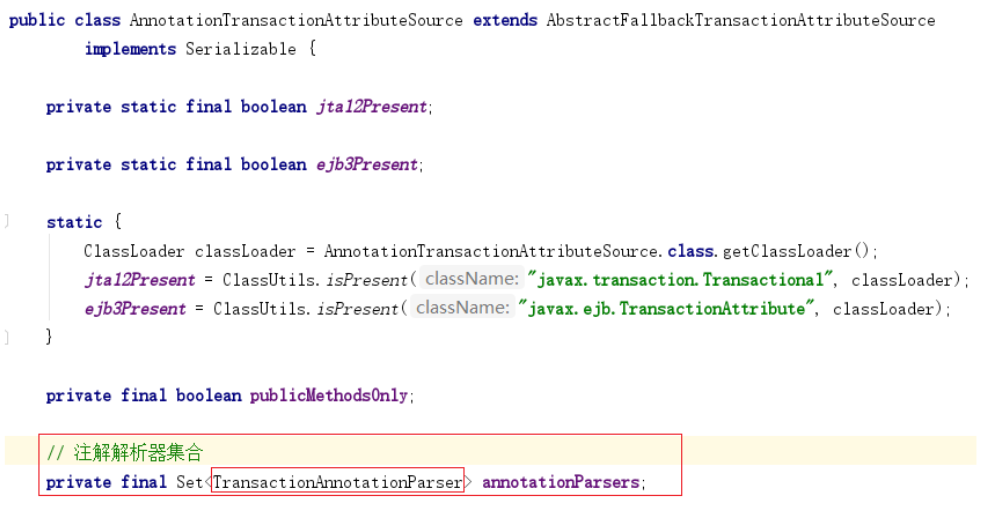 public class AnnotationTransactionAttributeSource extends AbstractFallbackTransactionAttributeSource
implements Serializable {
private static final boolean jta12Present;
private static final boolean ejb3Present;
static {
ClassLoader classLoader = AnnotationTransactionAttributeSource.class.getClassLoader();
jta12Present = ClassUtils.isPresent( className: "javax.transaction.Transactional", classLoader);
ejb3Present = ClassUtils.isPresent( className: "javax.ejb.TransactionAttribute", classLoader);
}
private final boolean publicMethodsOnly;
// 注解解析器集合
private final Set<TransactionAnnotationParser> annotationParsers;